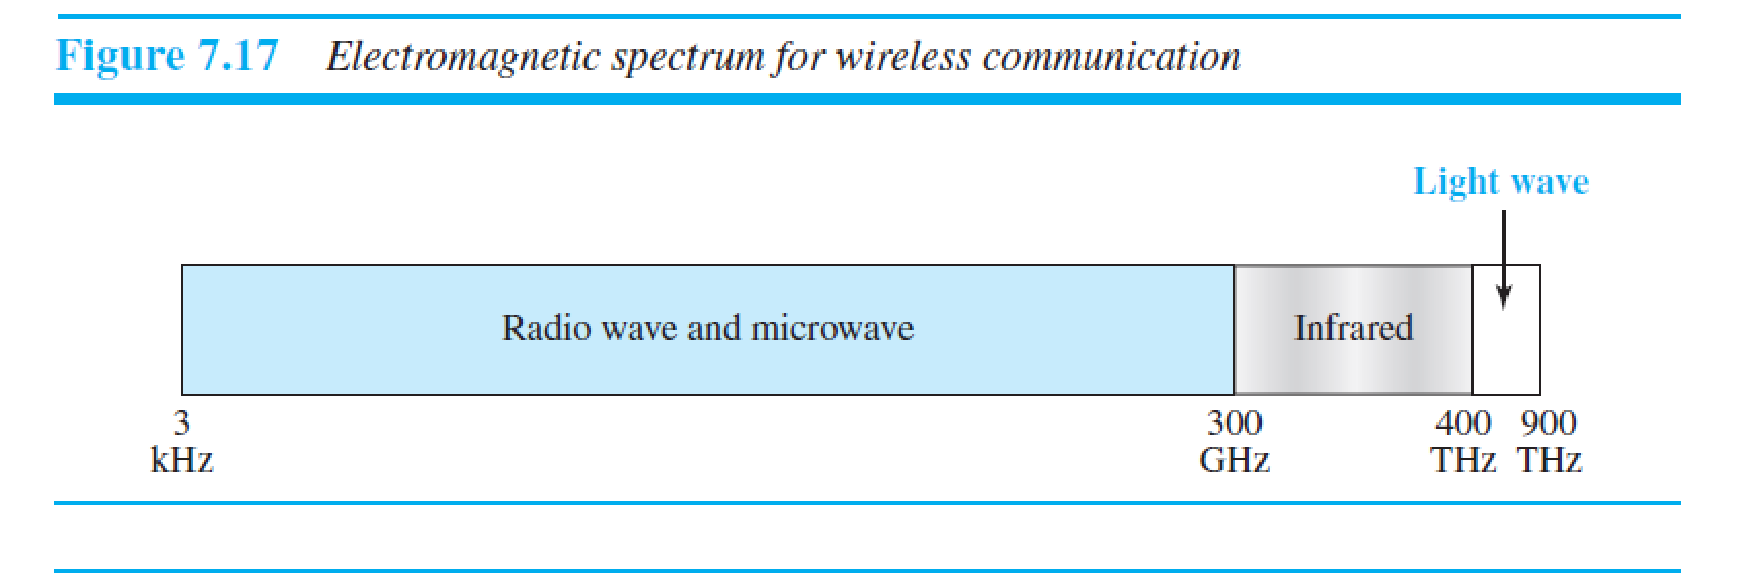 Figure 7.17 Electromagnetic spectrum for wireless communication
Light wave
Radio wave and microwave
Infrared
3 kHz
300 GHz
400 THz
900 THz